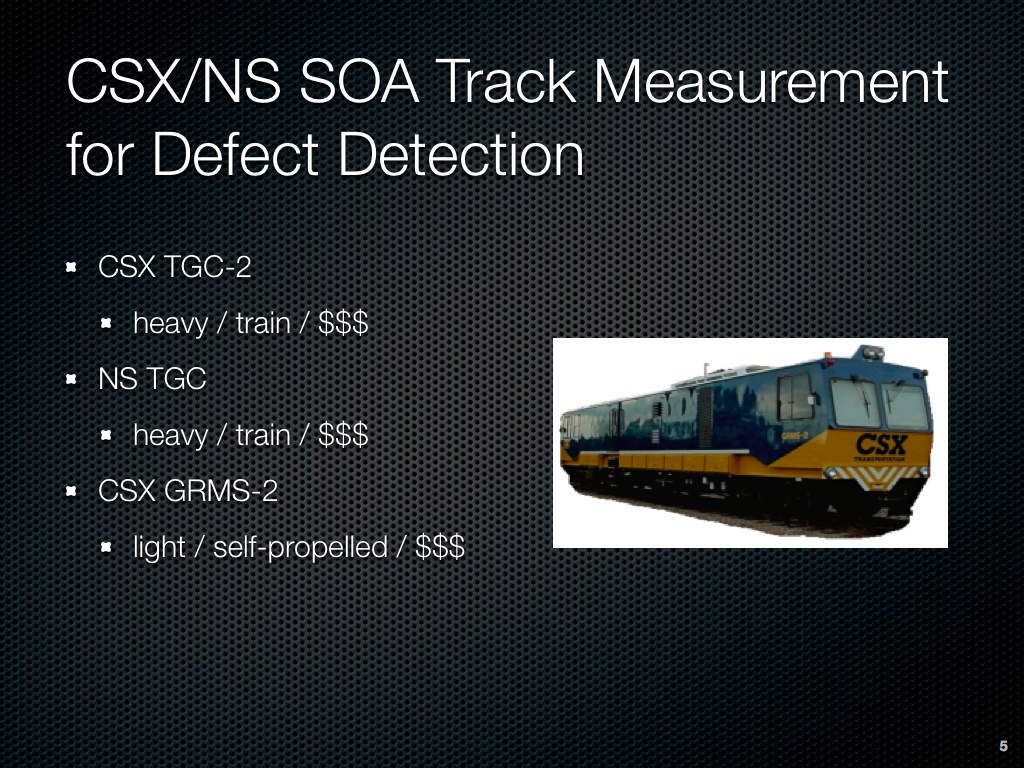 CSX/NS SOA Track Measurement
for Defect Detection
CSX TGC-2
heavy / train / $$$
NS TGC
heavy / train / $$$
CSX GRMS-2
light / self-propelled / $$$
GRMS-2
CSX
TRANSPORTATION
5